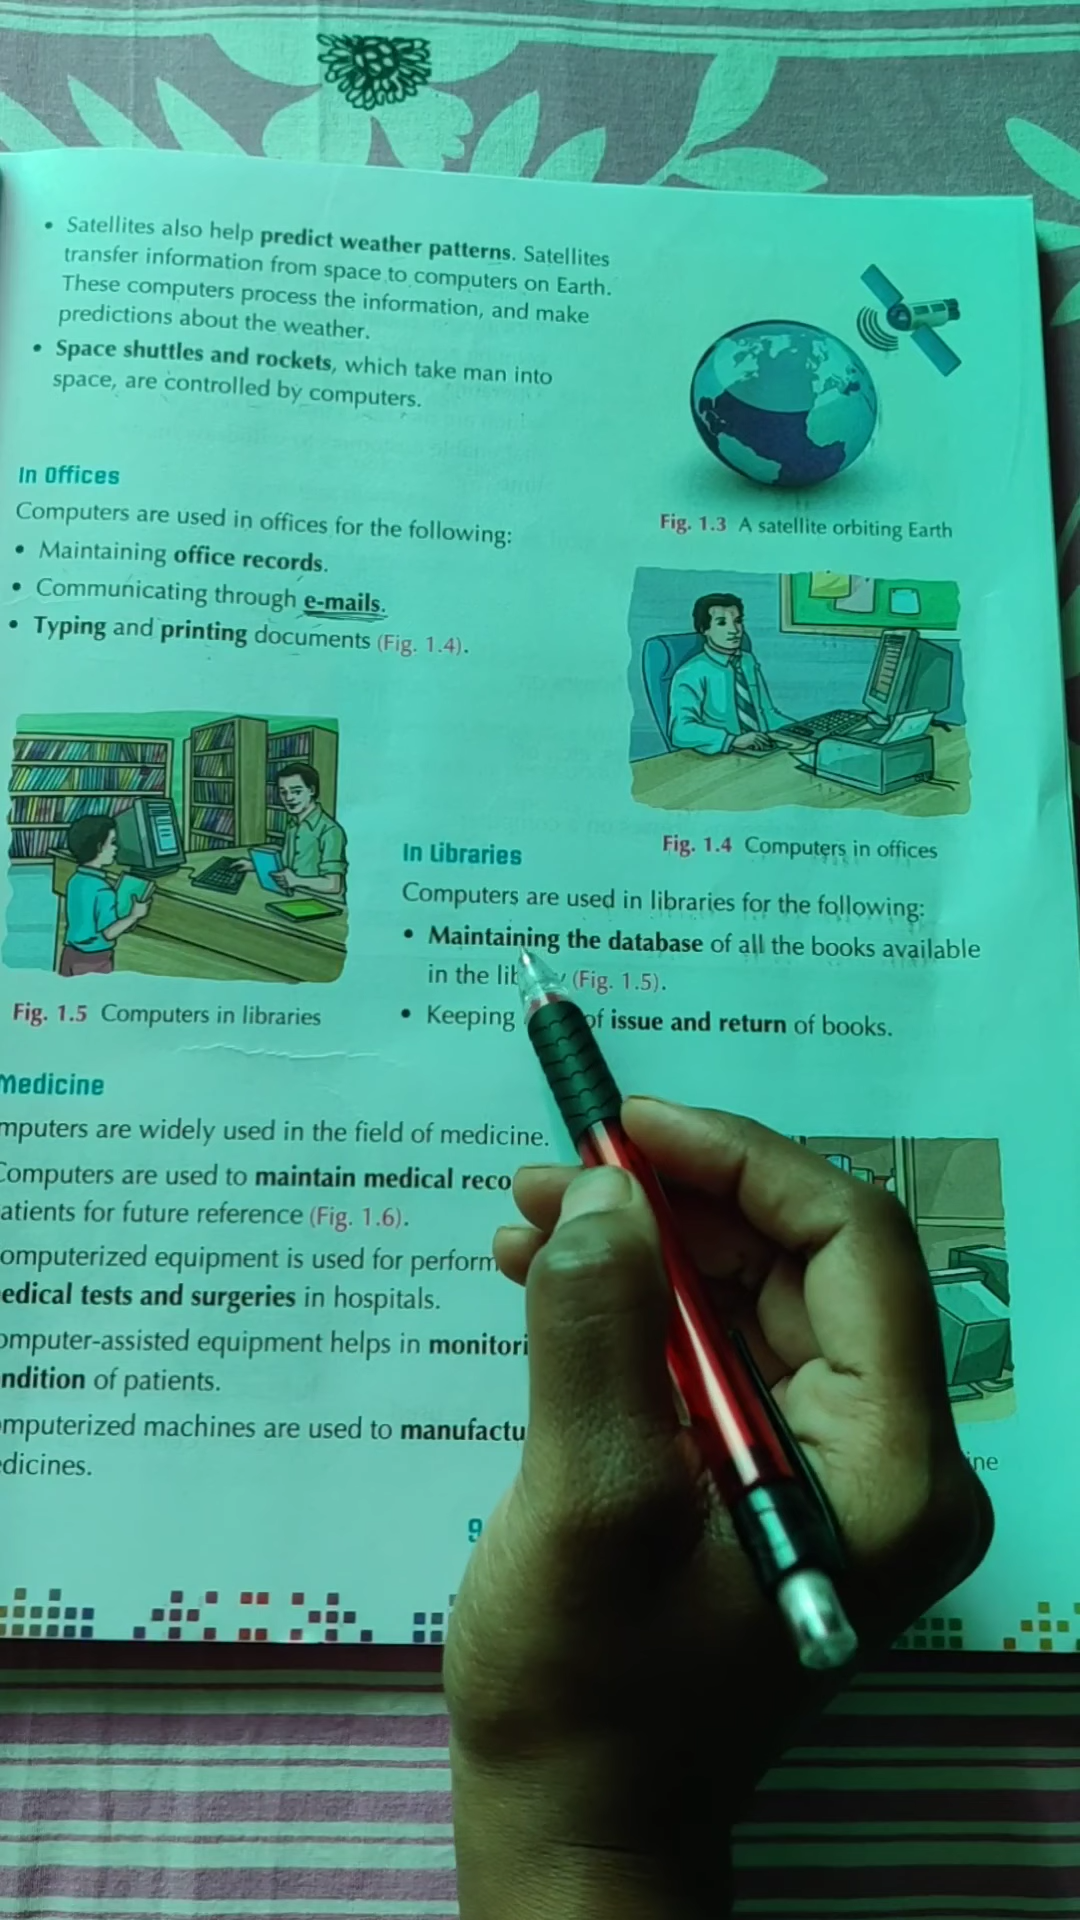 • Satellites also help predict weather patterns. Satellites
transfer information from space to computers on Earth.
These computers process the information, and make
predictions about the weather.
• Space shuttles and rockets, which take man into
space, are controlled by computers.
Fig. 1.3 A satellite orbiting Earth
In Offices
Computers are used in offices for the following:
• Maintaining office records.
• Communicating through e-mails.
• Typing and printing documents (Fig. 1.4).
Fig. 1.4 Computers in offices
Fig. 1.5 Computers in libraries
In Libraries
Computers are used in libraries for the following:
• Maintaining the database of all the books available
in the (Fig. 1.5).
• Keeping of issue and return of books.
Medicine
mputers are widely used in the field of medicine.
Computers are used to maintain medical reco
atients for future reference (Fig. 1.6).
omputerized equipment is used for perform
edical tests and surgeries in hospitals.
omputer-assisted equipment helps in monitori
ndition of patients.
mputerized machines are used to manufactu
dicines.
ine
9